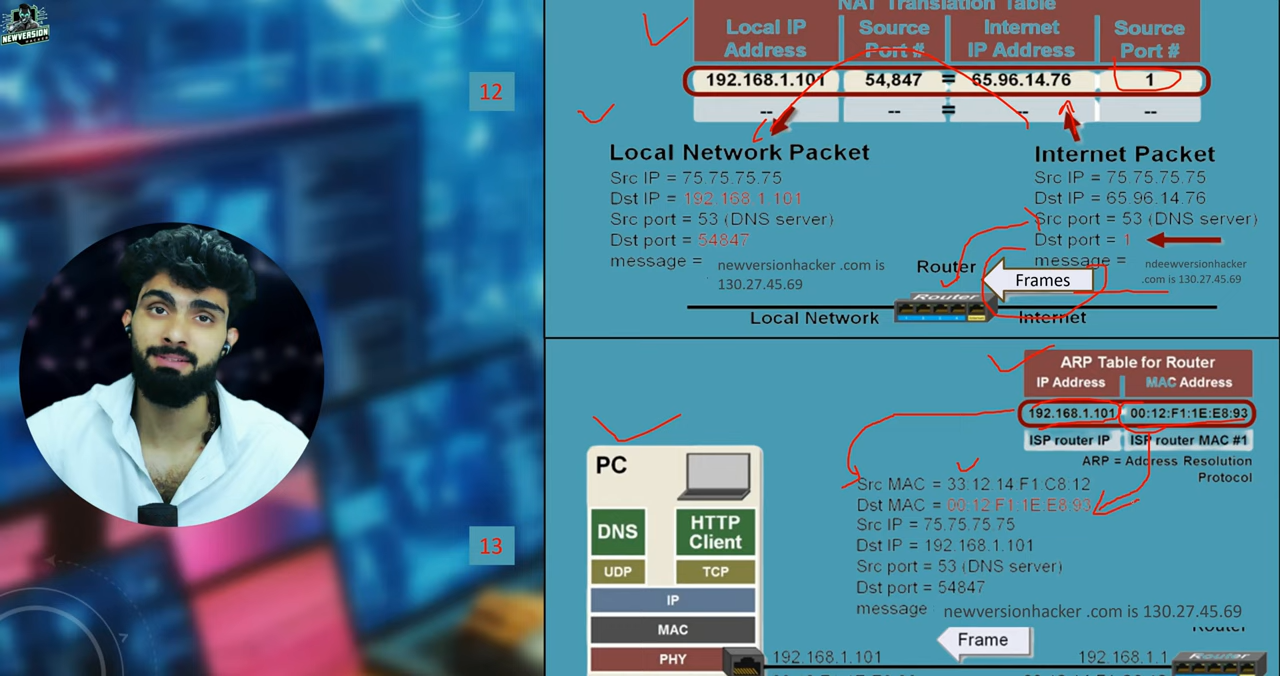 NEWVERSION
HACKER
12
NAT Translation Table
Local IP Address
Source Port #
Internet IP Address
Source Port #
192.168.1.101 54,847 = 65.96.14.76 1
-- -- = -- --
Local Network Packet
Src IP = 75.75.75.75
Dst IP = 192.168.1.101
Src port = 53 (DNS server)
Dst port = 54847
message = newversionhacker .com is
130.27.45.69
Internet Packet
Src IP = 75.75.75.75
Dst IP = 65.96.14.76
Src port = 53 (DNS server)
Dst port = 1
message = ndeewversionhacker
.com is 130.27.45.69
Router
Frames
Router
Local Network
Internet
13
ARP Table for Router
IP Address MAC Address
192.168.1.101 00:12:F1:1E:E8:93
ISP router IP ISP router MAC #1
ARP = Address Resolution
Protocol
PC
DNS
HTTP
Client
UDP
TCP
IP
MAC
PHY
Src MAC = 33:12 14:F1 C8:12
Dst MAC = 00:12 F1:1E:E8:93
Src IP = 75.75.75.75
Dst IP = 192.168.1.101
Src port = 53 (DNS server)
Dst port = 54847
message newversionhacker .com is 130.27.45.69
Frame
Router
192.168.1.101
192.168.1.1
Router